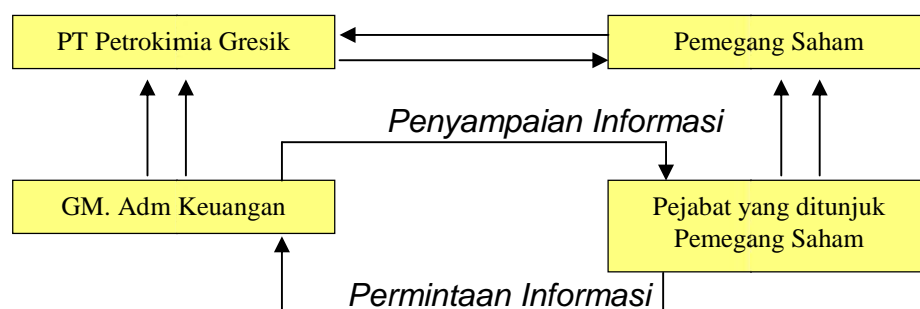 PT Petrokimia Gresik
Pemegang Saham
Penyampaian Informasi
GM. Adm Keuangan
Pejabat yang ditunjuk
Pemegang Saham
Permintaan Informasi